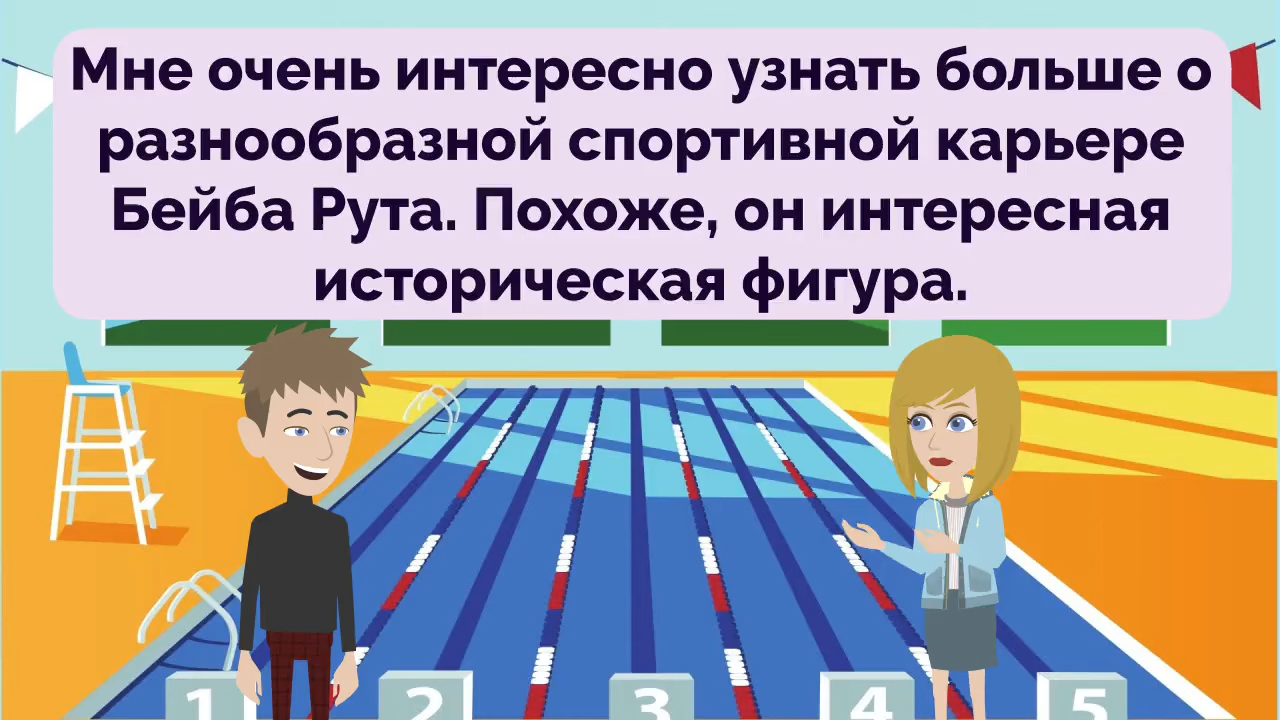 Мне очень интересно узнать больше о
разнообразной спортивной карьере
Бейба Рута. Похоже, он интересная
историческая фигура.
1 2 3 4 5